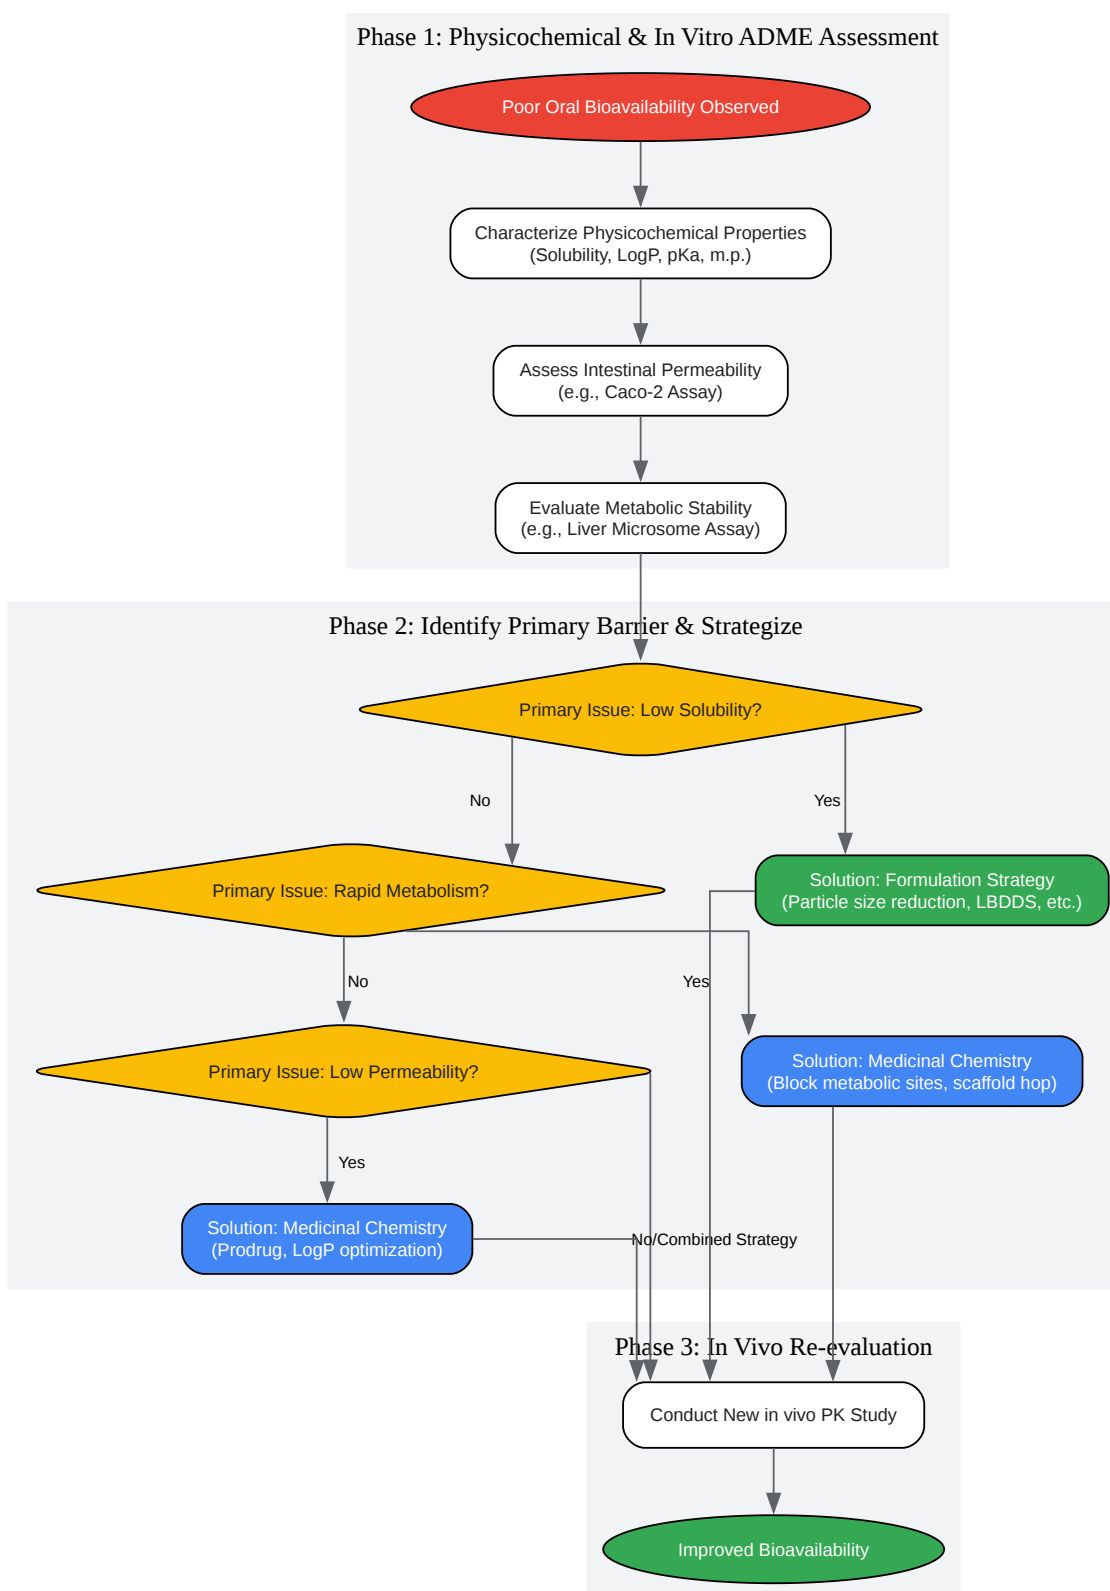 Phase 1: Physicochemical & In Vitro ADME Assessment
Poor Oral Bioavailability Observed
Characterize Physicochemical Properties
(Solubility, LogP, pKa, m.p.)
Assess Intestinal Permeability
(e.g., Caco-2 Assay)
Evaluate Metabolic Stability
(e.g., Liver Microsome Assay)
Phase 2: Identify Primary Barrier & Strategize
Primary Issue: Low Solubility?
No
Yes
Primary Issue: Rapid Metabolism?
Solution: Formulation Strategy
(Particle size reduction, LBDDS, etc.)
No
Yes
Primary Issue: Low Permeability?
Solution: Medicinal Chemistry
(Block metabolic sites, scaffold hop)
Yes
Solution: Medicinal Chemistry
(Prodrug, LogP optimization)
No/Combined Strategy
Phase 3: In Vivo Re-evaluation
Conduct New in vivo PK Study
Improved Bioavailability